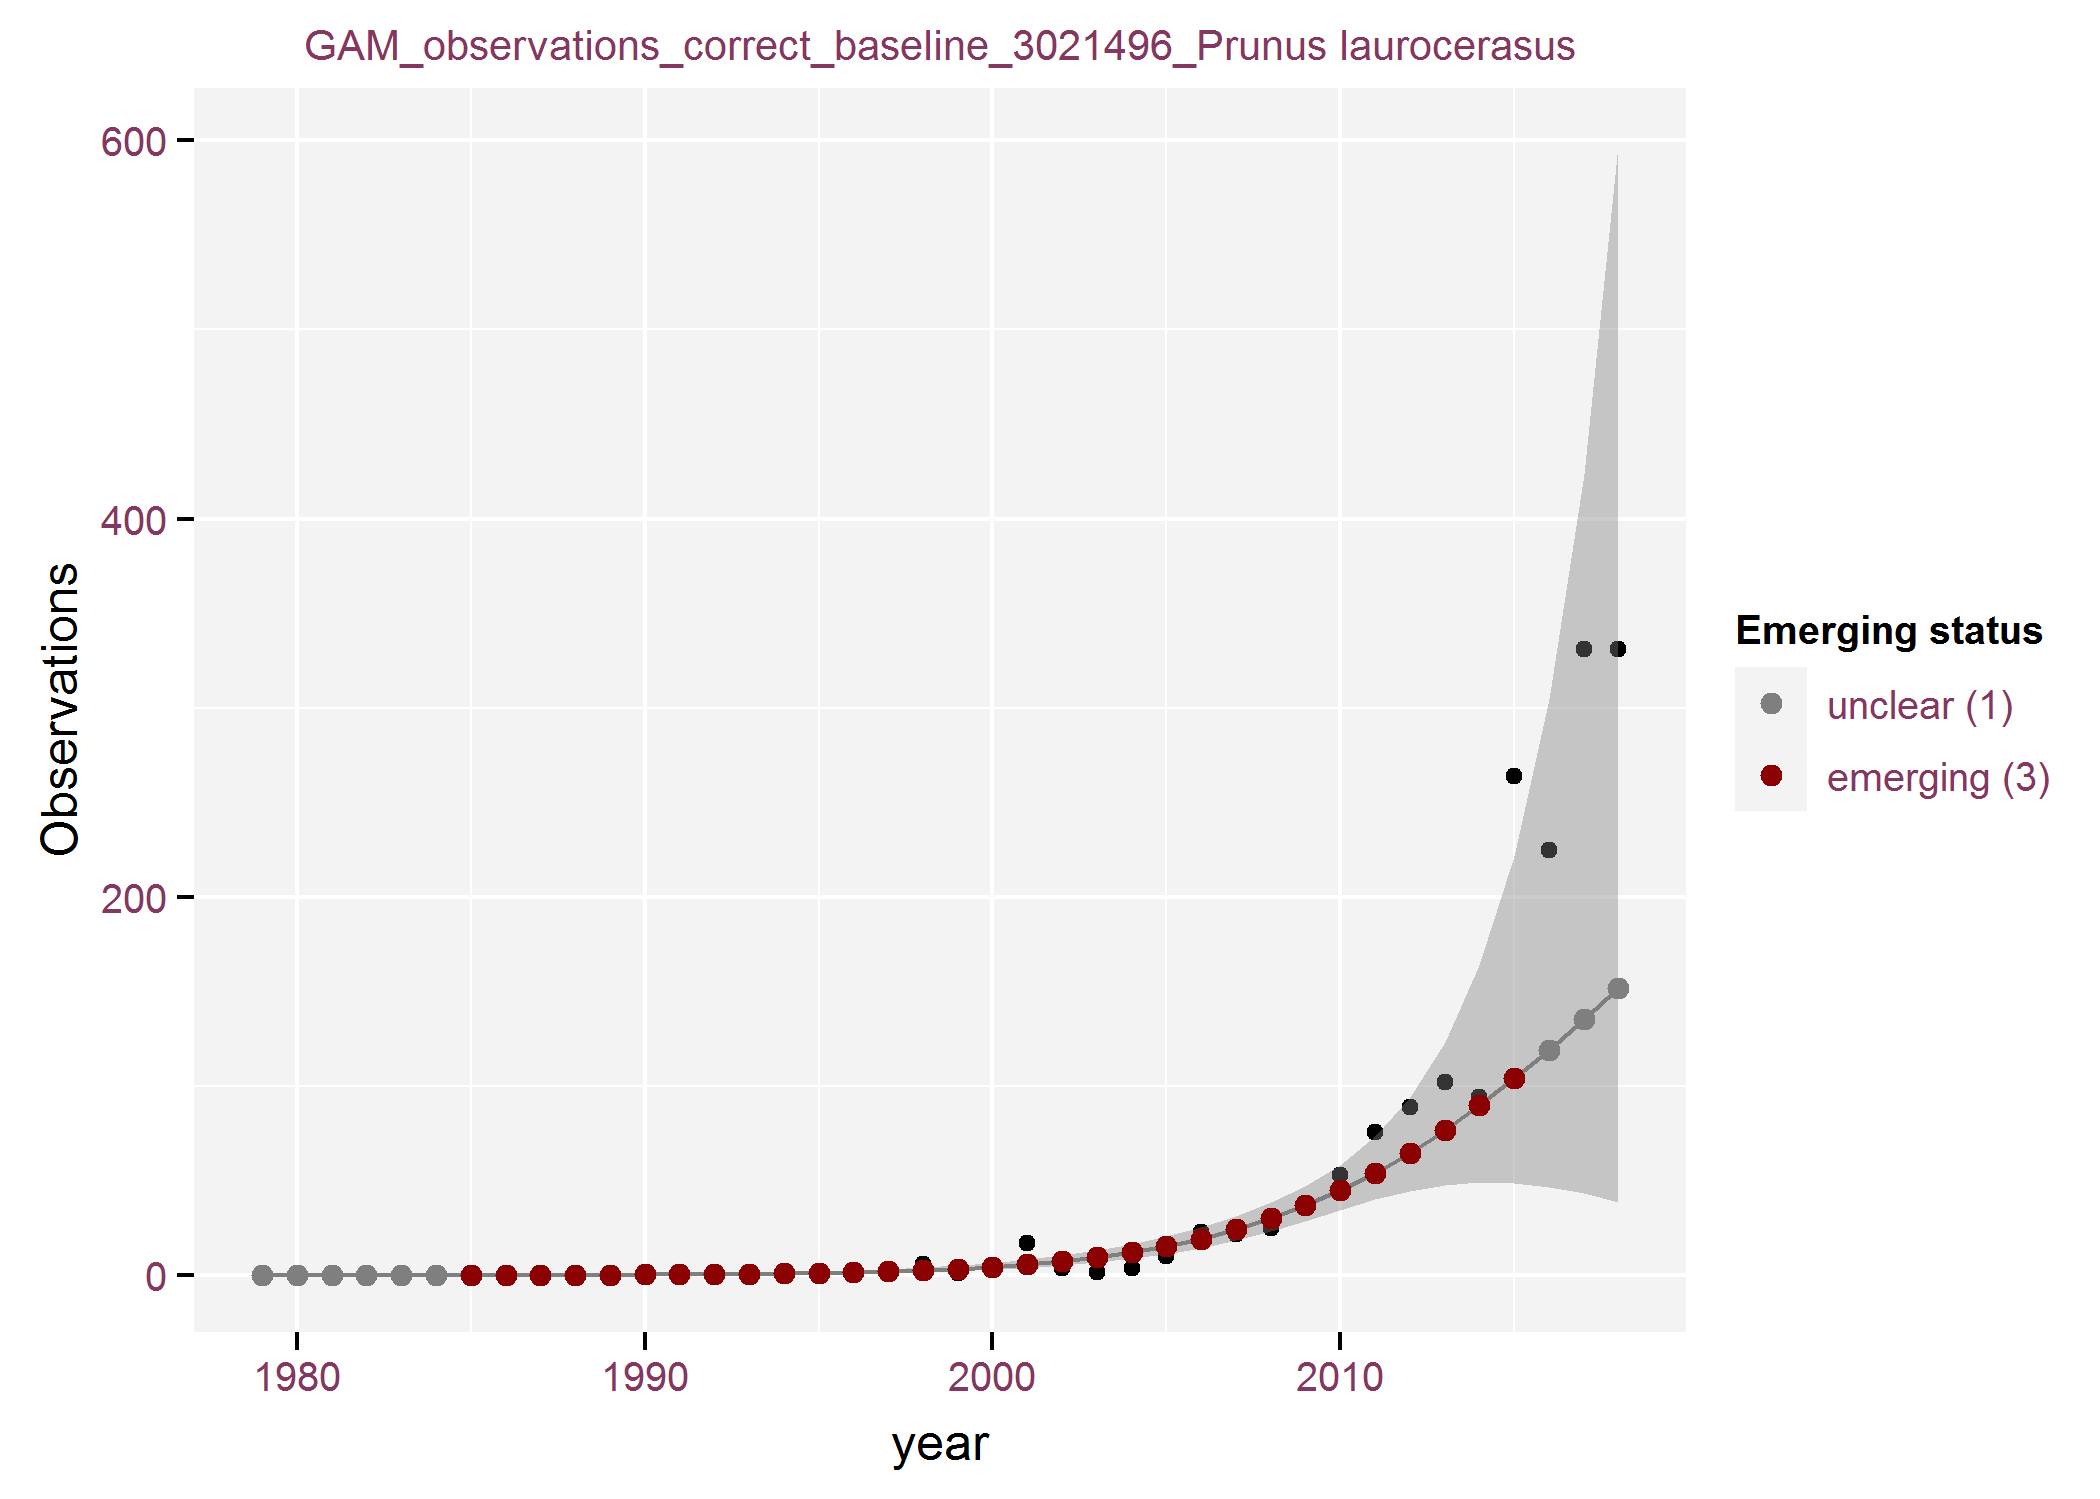 GAM_observations_correct_baseline_3021496_Prunus laurocerasus
600
400
200
0
Observations
1980 1990 2000 2010
year
Emerging status
unclear (1)
emerging (3)